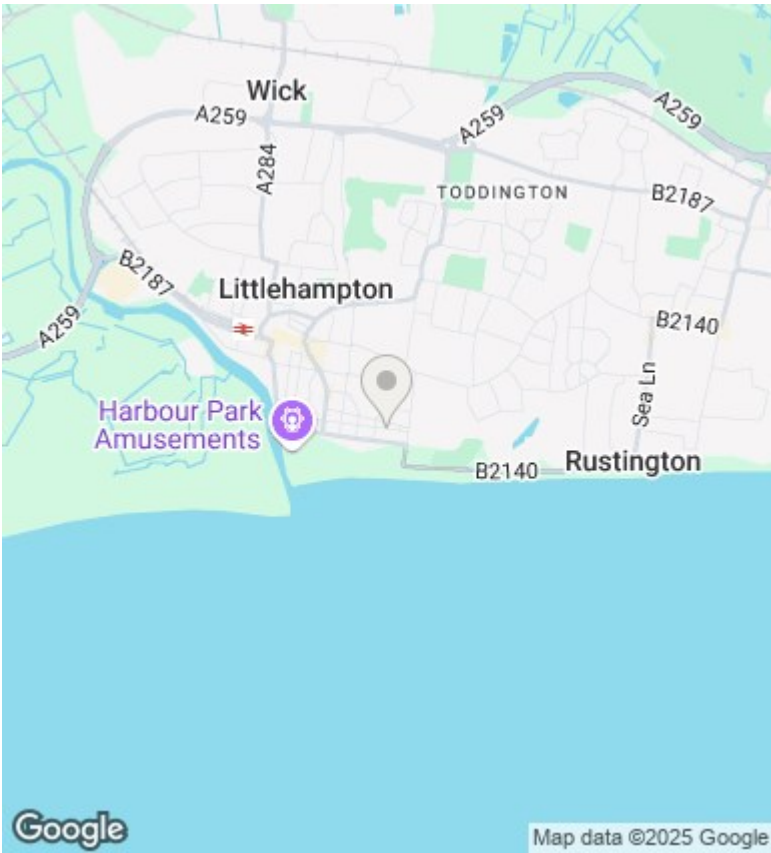 Wick
A259
A259
A259
A284
TODDINGTON
B2187
B2187
Littlehampton
A259
B2140
Sea Ln
Harbour Park
Amusements
B2140
Rustington
Google
Map data ©2025 Google